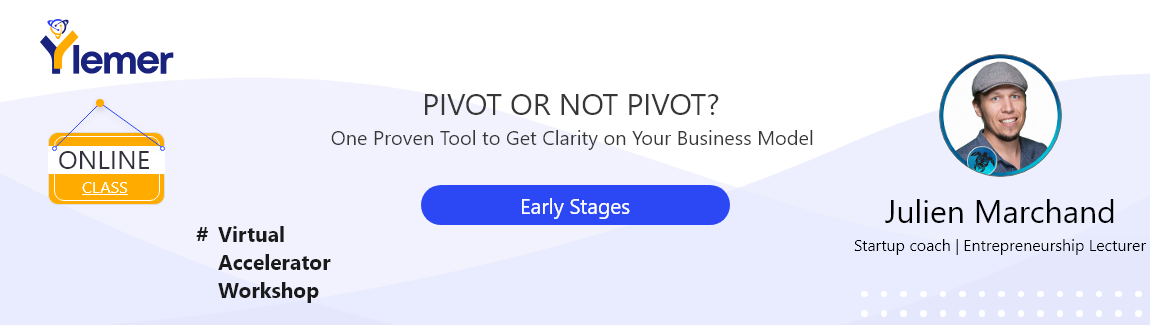 Ylemer
ONLINE
CLASS
PIVOT OR NOT PIVOT?
One Proven Tool to Get Clarity on Your Business Model
Early Stages
# Virtual
Accelerator
Workshop
Julien Marchand
Startup coach | Entrepreneurship Lecturer